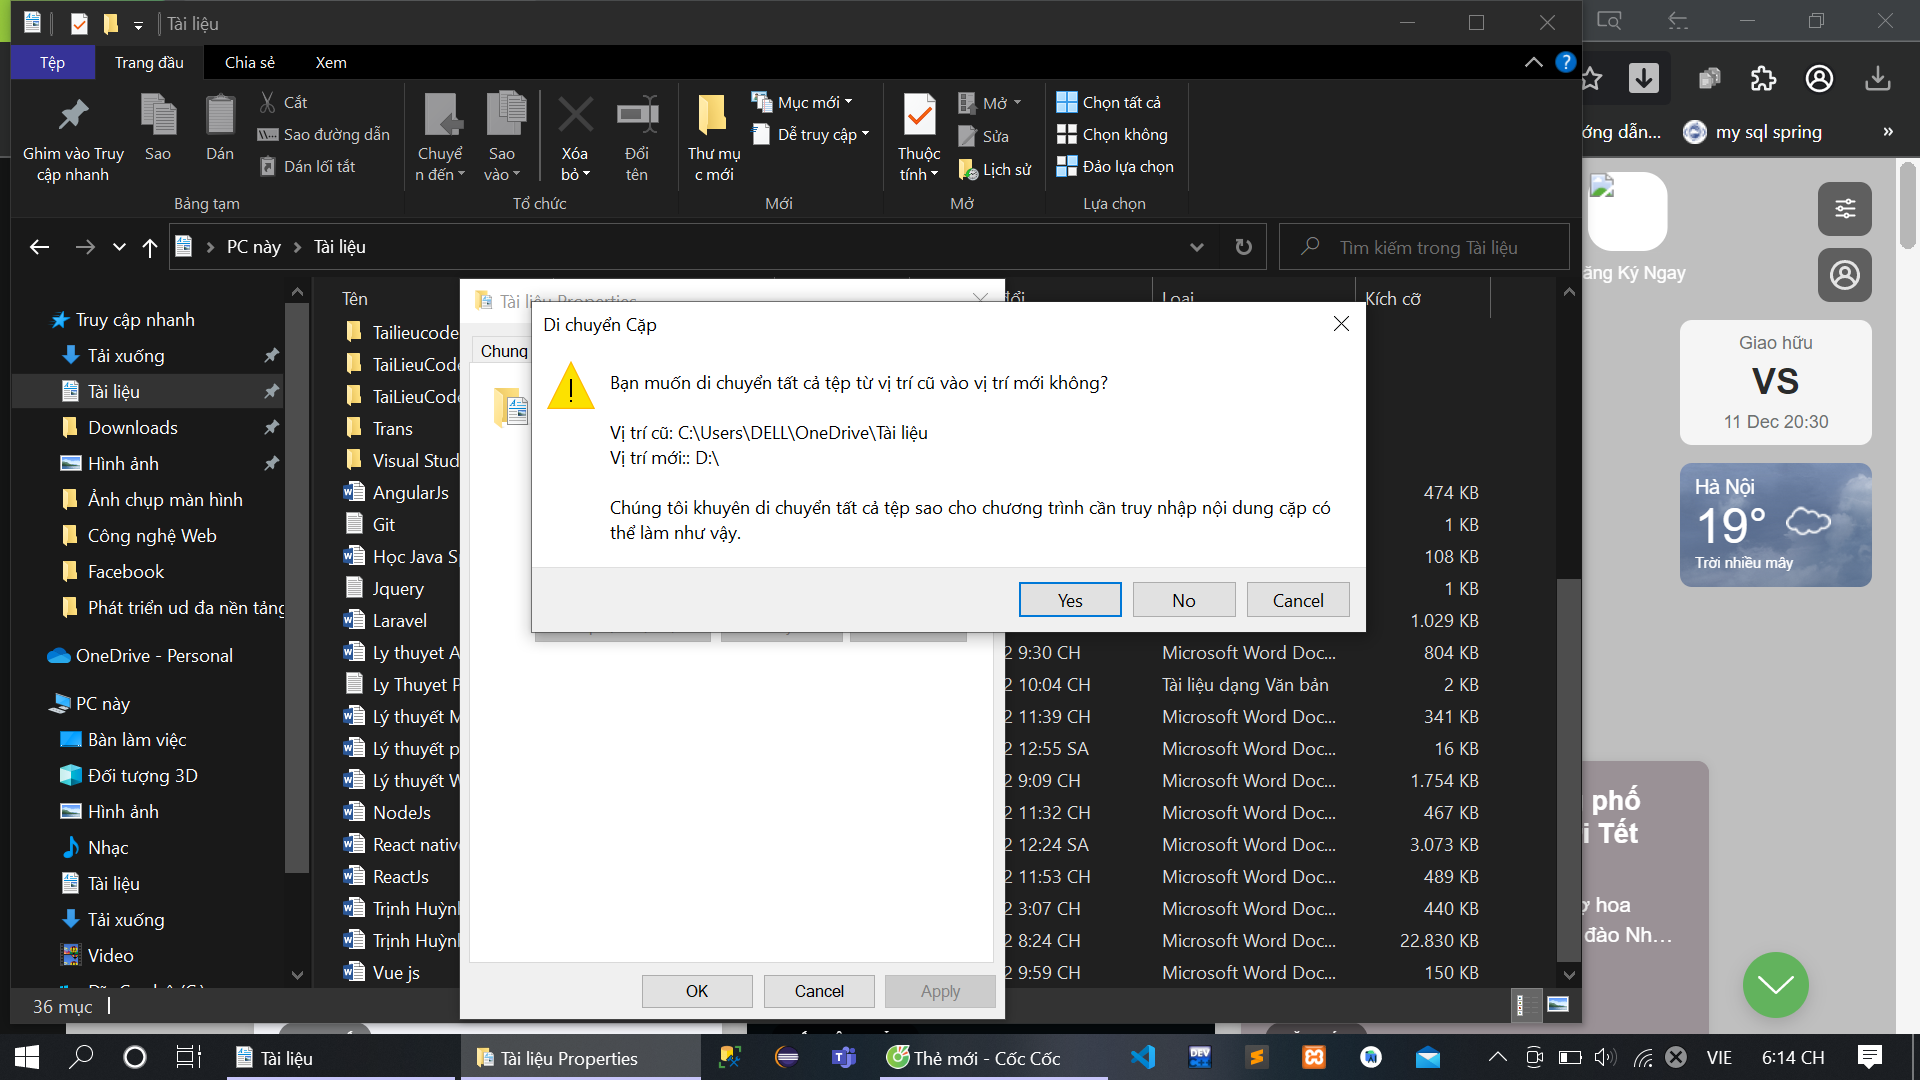 Tài liệu
Tệp
Trang đầu
Chia sẻ
Xem
Ghim vào Truy
cập nhanh
Sao
Dán
Cắt
Sao đường dẫn
Dán lối tắt
Bảng tạm
Chuyể
n đến
Sao
vào
Xóa
bỏ
Đổi
tên
Tổ chức
Thư mụ
c mới
Mục mới
Dễ truy cập
Mới
Thuộc
tính
Mở
Sửa
Lịch sử
Mở
Chọn tất cả
Chọn không
Đảo lựa chọn
Lựa chọn
ớng dẫn...
my sql spring
»
PC này
Tài liệu
Tìm kiếm trong Tài liệu
Truy cập nhanh
Tải xuống
Tài liệu
Downloads
Hình ảnh
Ảnh chụp màn hình
Công nghệ Web
Facebook
Phát triển ud đa nền tảng
OneDrive - Personal
PC này
Bàn làm việc
Đối tượng 3D
Hình ảnh
Nhạc
Tài liệu
Tải xuống
Video
36 mục
Tên
đổi
Loại
Kích cỡ
Tailieucode
TaiLieuCode
TaiLieuCode
Trans
Visual Stud
AngularJs
474 KB
Git
1 KB
Học Java S
108 KB
Jquery
1 KB
Laravel
1.029 KB
Ly thuyet A
2 9:30 CH
Microsoft Word Doc...
804 KB
Ly Thuyet P
2 10:04 CH
Tài liệu dạng Văn bản
2 KB
Lý thuyết M
2 11:39 CH
Microsoft Word Doc...
341 KB
Lý thuyết p
2 12:55 SA
Microsoft Word Doc...
16 KB
Lý thuyết W
2 9:09 CH
Microsoft Word Doc...
1.754 KB
NodeJs
2 11:32 CH
Microsoft Word Doc...
467 KB
React native
2 12:24 SA
Microsoft Word Doc...
3.073 KB
ReactJs
2 11:53 CH
Microsoft Word Doc...
489 KB
Trịnh Huỳnh
2 3:07 CH
Microsoft Word Doc...
440 KB
Trịnh Huỳnh
2 8:24 CH
Microsoft Word Doc...
22.830 KB
Vue js
2 9:59 CH
Microsoft Word Doc...
150 KB
Tài liệu Properties
Chung
OK
Cancel
Apply
Di chuyển Cặp
Bạn muốn di chuyển tất cả tệp từ vị trí cũ vào vị trí mới không?
Vị trí cũ: C:\Users\DELL\OneDrive\Tài liệu
Vị trí mới:: D:\
Chúng tôi khuyên di chuyển tất cả tệp sao cho chương trình cần truy nhập nội dung cặp có
thể làm như vậy.
Yes
No
Cancel
ăng Ký Ngay
Giao hữu
VS
11 Dec 20:30
Hà Nội
19°
Trời nhiều mây
phố
i Tết
ợ hoa
đào Nh...
Tài liệu
Tài liệu Properties
Thẻ mới - Cốc Cốc
DEV
VIE
6:14 CH